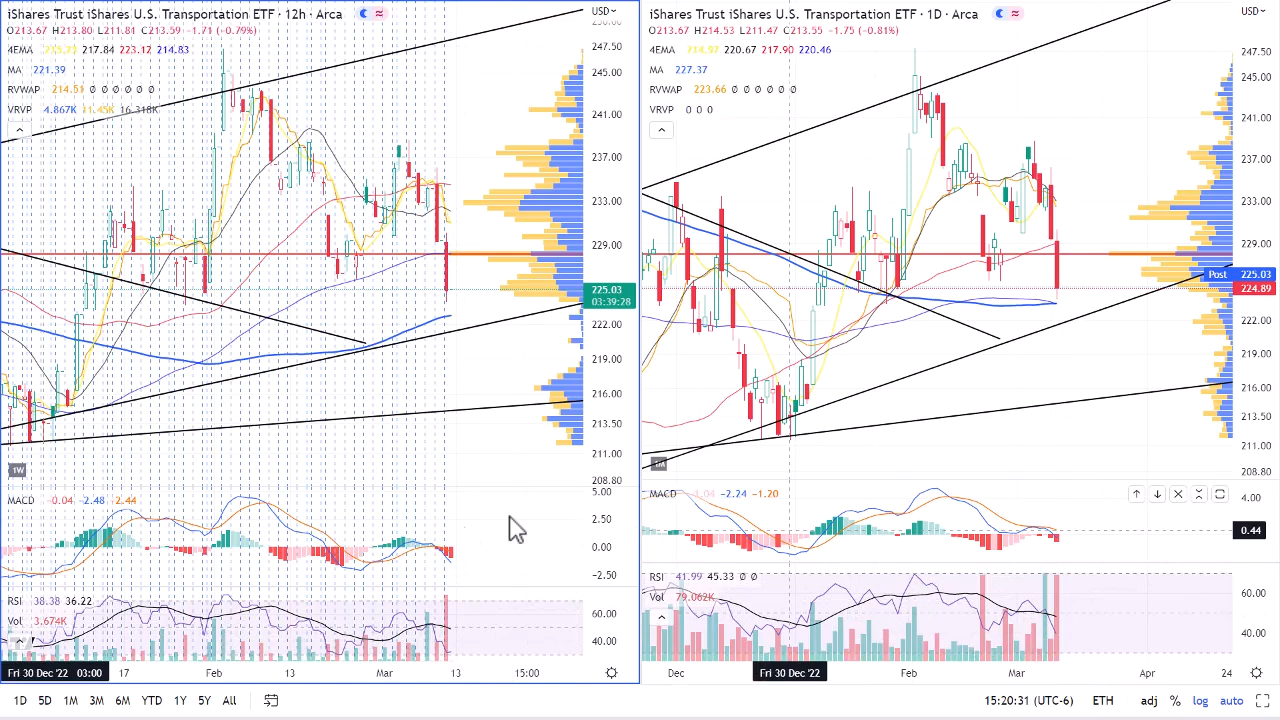 iShares Trust iShares U.S. Transportation ETF · 12h · Arca
O213.67 H213.80 L211.81 C213.59 −1.71 (−0.79%)
4EMA 217.84 223.12 214.83
MA 221.39
RVWAP 214.51 ∅ ∅ ∅ ∅ ∅ ∅
VRVP 4.867K 11.45K 16.318K
USD
247.50
245.00
241.00
237.00
233.00
229.00
225.03
03:39:28
222.00
219.00
216.00
213.50
211.00
208.80
1W
MACD −0.04 −2.48 −2.44
5.00
2.50
0.00
−2.50
RSI 38.38 36.22
Vol 3.674K
60.00
40.00
Fri 30 Dec '22 03:00
17
Feb
13
Mar
13
15:00
iShares Trust iShares U.S. Transportation ETF · 1D · Arca
O213.67 H214.53 L211.47 C213.55 −1.75 (−0.81%)
4EMA 214.97 220.67 217.90 220.46
MA 227.37
RVWAP 223.66 ∅ ∅ ∅ ∅ ∅ ∅
VRVP 0 0 0
USD
247.50
245.00
241.00
237.00
233.00
Post 225.03
224.89
222.00
219.00
216.00
213.50
211.00
208.80
MACD −2.24 −1.20
4.00
0.44
RSI 41.99 45.33 ∅ ∅
Vol 79.062K
60.00
40.00
Dec
Fri 30 Dec '22
Feb
Mar
Apr
24
1D 5D 1M 3M 6M YTD 1Y 5Y All
15:20:31 (UTC-6) ETH adj % log auto